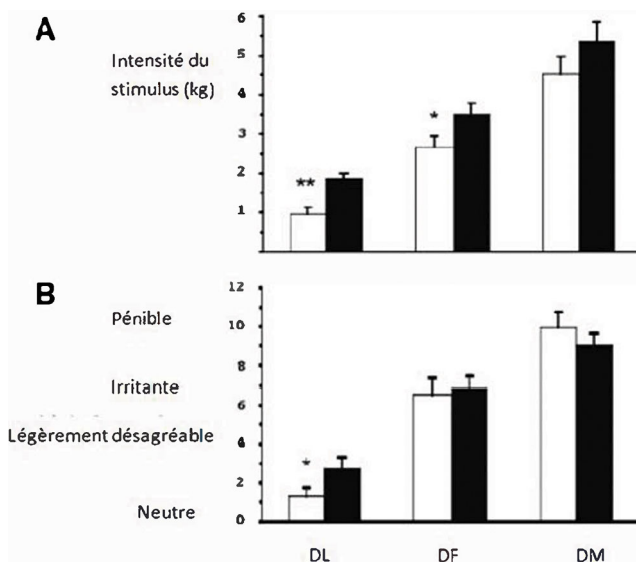 A
Intensité du
stimulus (kg)
6
5
4
3
2
1
**
*
B
Pénible
Irritante
Légèrement désagréable
Neutre
12
10
8
6
4
2
0
*
DL
DF
DM